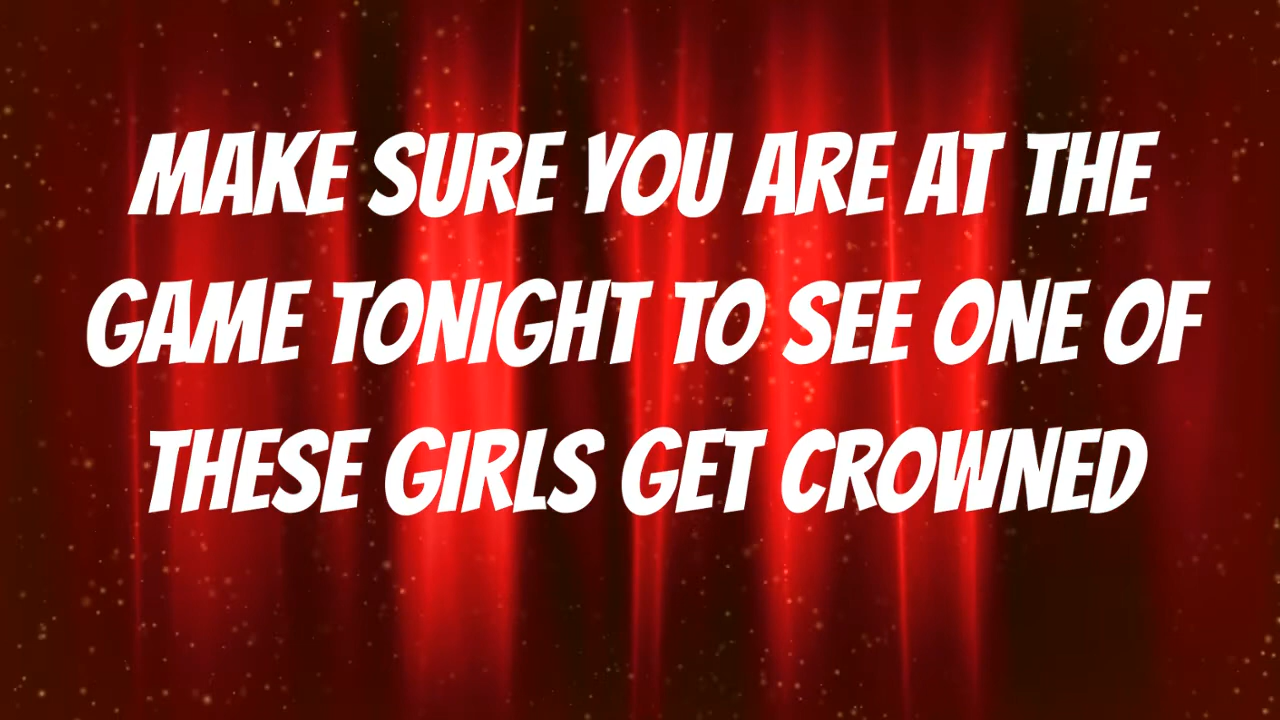 MAKE SURE YOU ARE AT THE
GAME TONIGHT TO SEE ONE OF
THESE GIRLS GET CROWNED